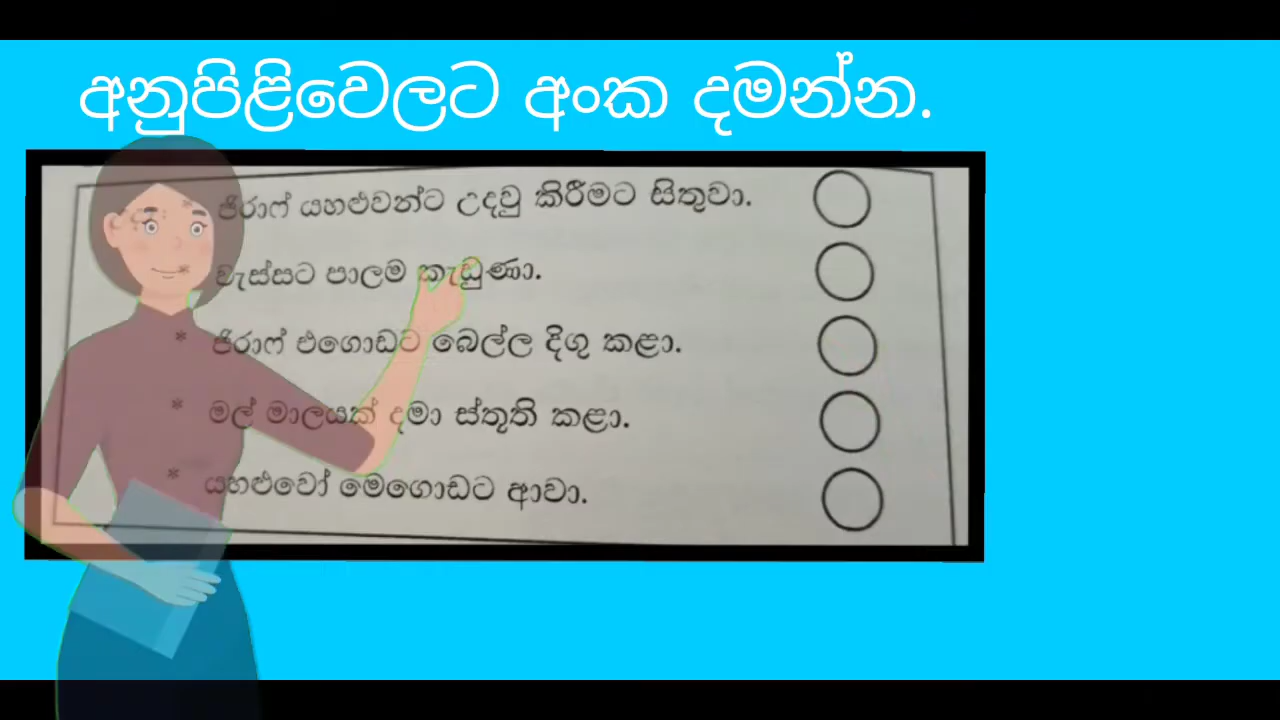 අනුපිළිවෙලට අංක දමන්න.
* ජිරාෆ් යහළුවන්ට උදවු කිරීමට සිතුවා.
* වැස්සට පාලම කැඩුණා.
* ජිරාෆ් එගොඩට බෙල්ල දිගු කළා.
* මල් මාලයක් දමා ස්තූති කළා.
* යහළුවෝ මෙගොඩට ආවා.